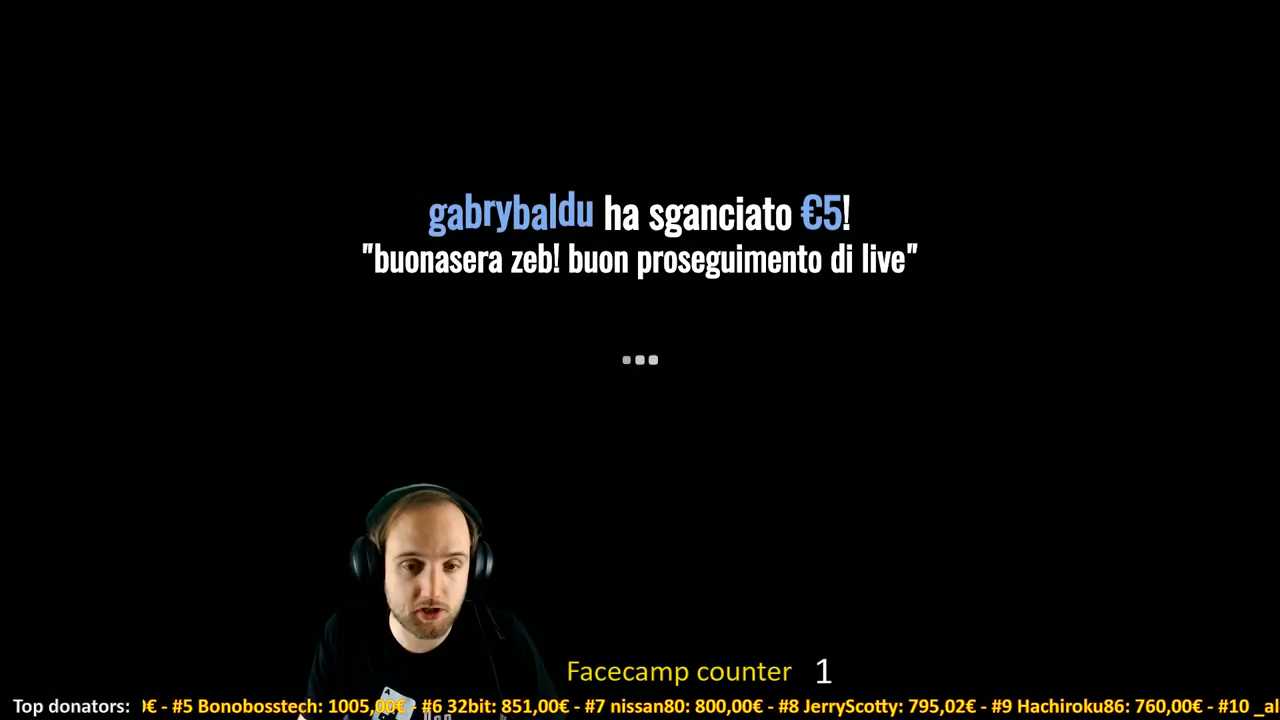 gabrybaldu ha sganciato €5!
"buonasera zeb! buon proseguimento di live"
Facecamp counter 1
Top donators: € - #5 Bonobosstech: 1005,00€ - #6 32bit: 851,00€ - #7 nissan80: 800,00€ - #8 JerryScotty: 795,02€ - #9 Hachiroku86: 760,00€ - #10